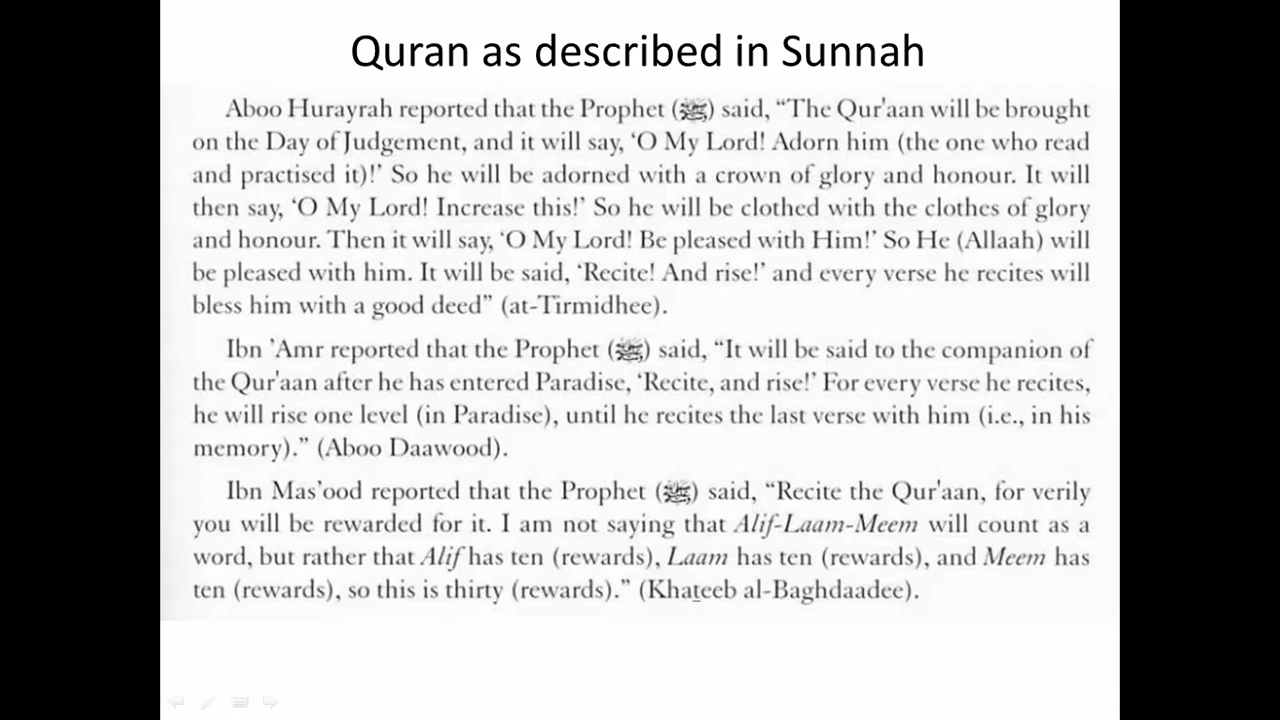 Quran as described in Sunnah
Aboo Hurayrah reported that the Prophet (ﷺ) said, “The Qur'aan will be brought
on the Day of Judgement, and it will say, ‘O My Lord! Adorn him (the one who read
and practised it)!’ So he will be adorned with a crown of glory and honour. It will
then say, ‘O My Lord! Increase this!’ So he will be clothed with the clothes of glory
and honour. Then it will say, ‘O My Lord! Be pleased with Him!’ So He (Allaah) will
be pleased with him. It will be said, ‘Recite! And rise!’ and every verse he recites will
bless him with a good deed” (at-Tirmidhee).
Ibn 'Amr reported that the Prophet (ﷺ) said, “It will be said to the companion of
the Qur'aan after he has entered Paradise, ‘Recite, and rise!’ For every verse he recites,
he will rise one level (in Paradise), until he recites the last verse with him (i.e., in his
memory).” (Aboo Daawood).
Ibn Mas’ood reported that the Prophet (ﷺ) said, “Recite the Qur'aan, for verily
you will be rewarded for it. I am not saying that Alif-Laam-Meem will count as a
word, but rather that Alif has ten (rewards), Laam has ten (rewards), and Meem has
ten (rewards), so this is thirty (rewards).” (Khaṯeeb al-Baghdaadee).